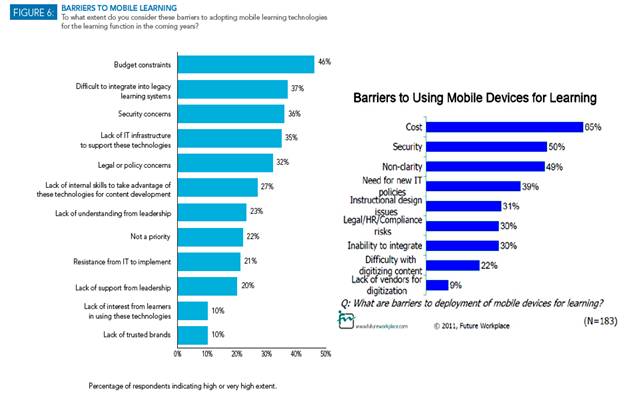 FIGURE 6:
BARRIERS TO MOBILE LEARNING
To what extent do you consider these barriers to adopting mobile learning technologies
for the learning function in the coming years?
Budget constraints
46%
Difficult to integrate into legacy
learning systems
37%
Security concerns
36%
Lack of IT infrastructure
to support these technologies
35%
Legal or policy concerns
32%
Lack of internal skills to take advantage of
these technologies for content development
27%
Lack of understanding from leadership
23%
Not a priority
22%
Resistance from IT to implement
21%
Lack of support from leadership
20%
Lack of interest from learners
in using these technologies
10%
Lack of trusted brands
10%
0% 10% 20% 30% 40% 50%
Percentage of respondents indicating high or very high extent.
Barriers to Using Mobile Devices for Learning
Cost
65%
Security
50%
Non-clarity
49%
Need for new IT
policies
39%
Instructional design
issues
31%
Legal/HR/Compliance
risks
30%
Inability to integrate
30%
Difficulty with
digitizing content
22%
Lack of vendors for
digitization
9%
Q: What are barriers to deployment of mobile devices for learning?
www.futureworkplace.com
© 2011, Future Workplace
(N=183)